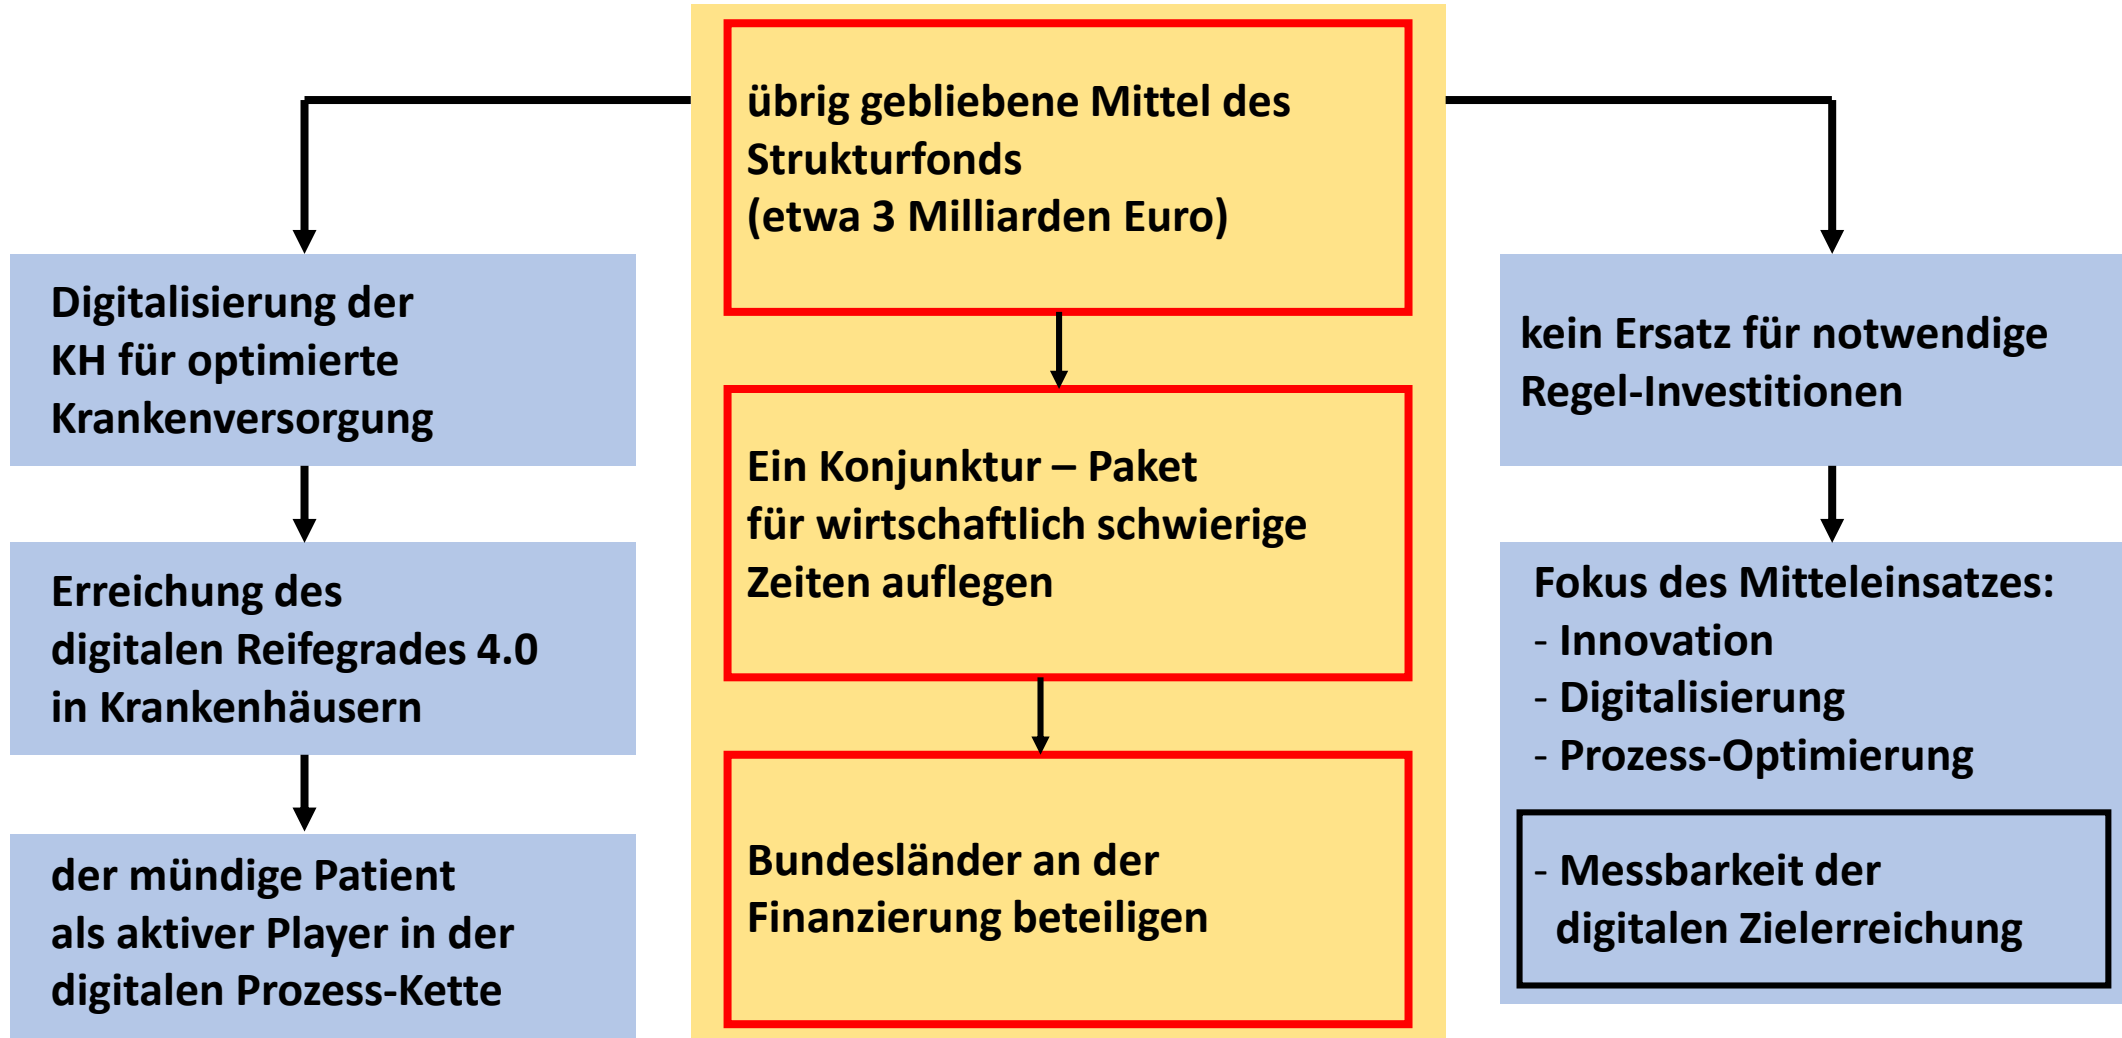 übrig gebliebene Mittel des
Strukturfonds
(etwa 3 Milliarden Euro)
Ein Konjunktur – Paket
für wirtschaftlich schwierige
Zeiten auflegen
Bundesländer an der
Finanzierung beteiligen
Digitalisierung der
KH für optimierte
Krankenversorgung
Erreichung des
digitalen Reifegrades 4.0
in Krankenhäusern
der mündige Patient
als aktiver Player in der
digitalen Prozess-Kette
kein Ersatz für notwendige
Regel-Investitionen
Fokus des Mitteleinsatzes:
- Innovation
- Digitalisierung
- Prozess-Optimierung
- Messbarkeit der
digitalen Zielerreichung